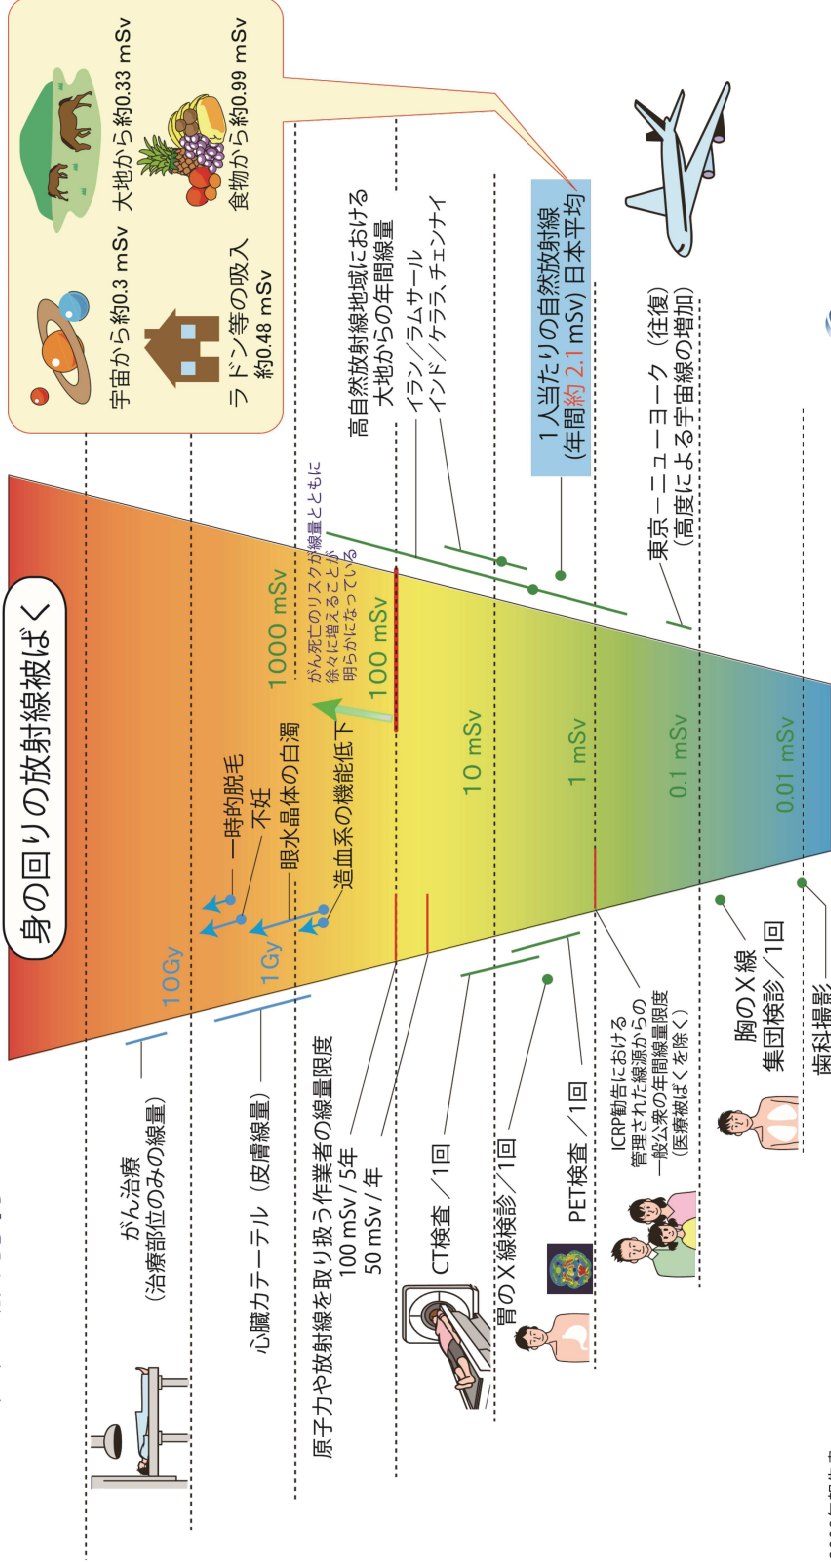 身の回りの放射線被ばく
宇宙から約0.3 mSv
大地から約0.33 mSv
ラドン等の吸入
約0.48 mSv
食物から約0.99 mSv
10Gy
1Gy
一時的脱毛
不妊
眼水晶体の白濁
造血系の機能低下
1000 mSv
がん死亡のリスクが線量とともに
徐々に増えることが
明らかになっている
100 mSv
10 mSv
1 mSv
0.1 mSv
0.01 mSv
がん治療
(治療部位のみの線量)
心臓カテーテル(皮膚線量)
原子力や放射線を取り扱う作業者の線量限度
100 mSv / 5年
50 mSv / 年
CT検査/1回
胃のX線検診/1回
PET検査/1回
ICRP勧告における
管理された線源からの
一般公衆の年間線量限度
(医療被ばくを除く)
胸のX線
集団検診/1回
歯科撮影
高自然放射線地域における
大地からの年間線量
イラン/ラムサール
インド/ケララ、チェンナイ
1人当たりの自然放射線
(年間約 2.1 mSv) 日本平均
東京ーニューヨーク(往復)
(高度による宇宙線の増加)